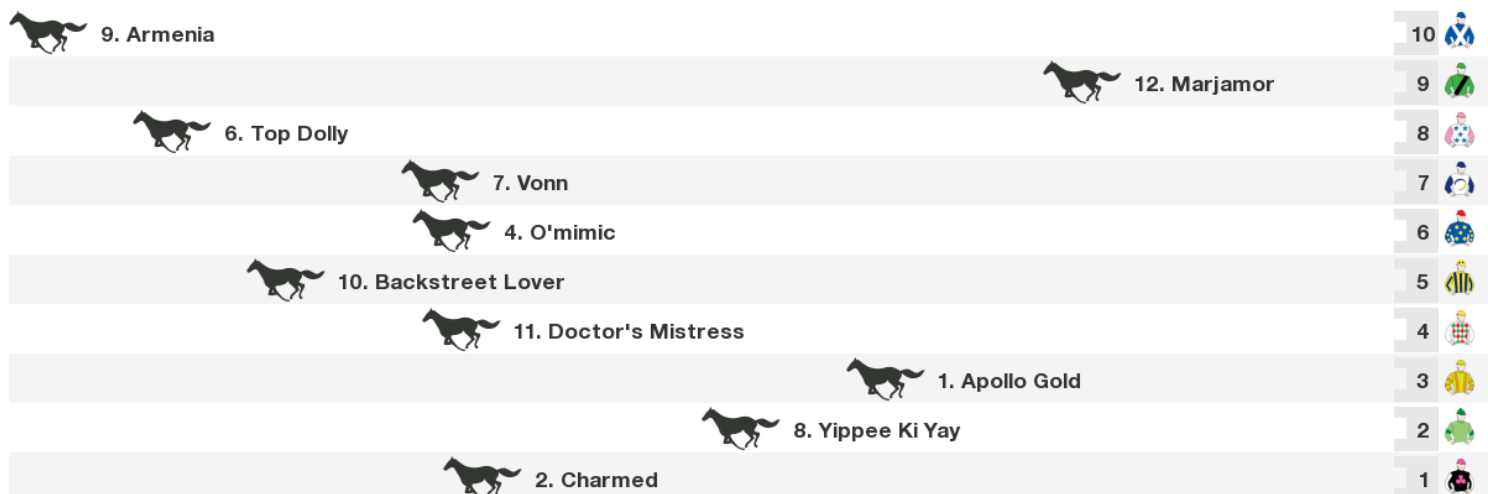 9. Armenia 10
12. Marjamor 9
6. Top Dolly 8
7. Vonn 7
4. O'mimic 6
10. Backstreet Lover 5
11. Doctor's Mistress 4
1. Apollo Gold 3
8. Yippee Ki Yay 2
2. Charmed 1